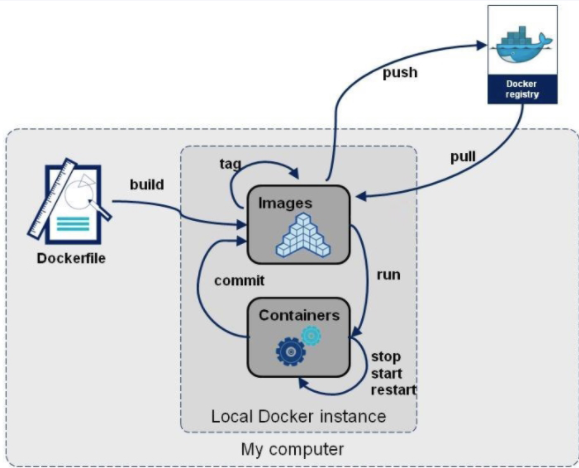 push
Docker
registry
tag
pull
build
Images
Dockerfile
commit
run
Containers
stop
start
restart
Local Docker instance
My computer